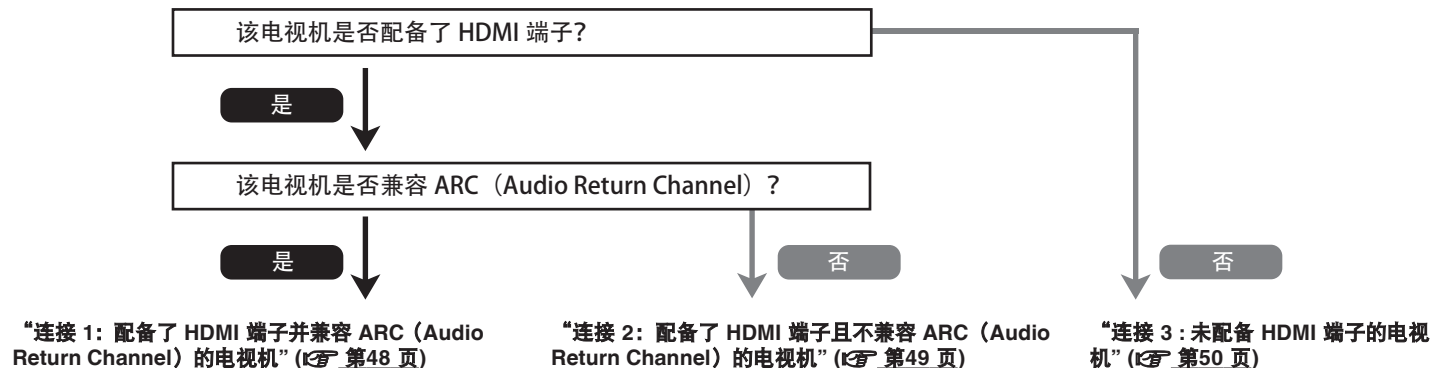 该电视机是否配备了 HDMI 端子？
是
该电视机是否兼容 ARC（Audio Return Channel）？
是
否
否
“连接 1：配备了 HDMI 端子并兼容 ARC（Audio
Return Channel）的电视机” (☞ 第48 页)
“连接 2：配备了 HDMI 端子且不兼容 ARC（Audio
Return Channel）的电视机” (☞ 第49 页)
“连接 3 : 未配备 HDMI 端子的电视
机” (☞ 第50 页)